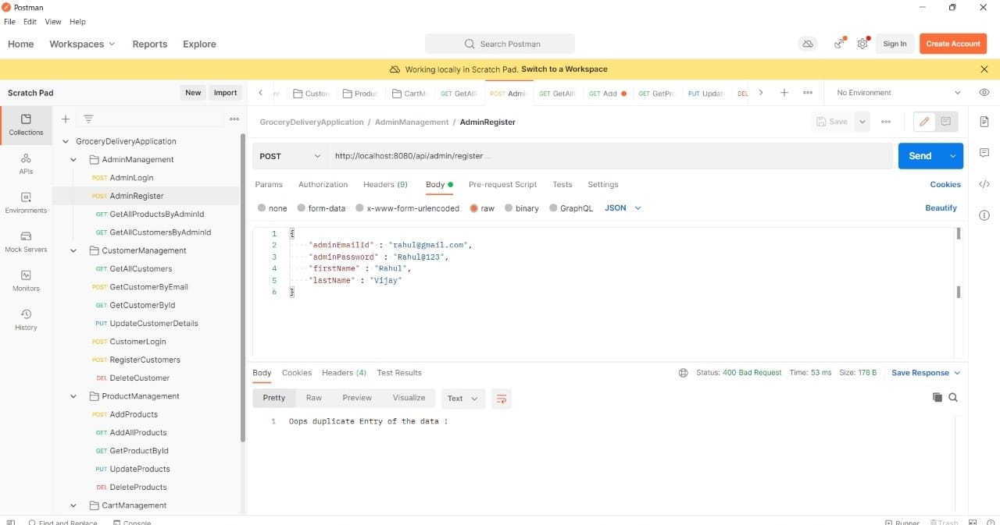 Postman
File Edit View Help
Home Workspaces Reports Explore Search Postman Sign In Create Account
Working locally in Scratch Pad. Switch to a Workspace
Scratch Pad New Import
Custon Produc CartM GET GetAll POST Admi GET GetAll GET Add GET GetPro PUT Updat DEL No Environment
Collections
APIs
Environments
Mock Servers
Monitors
History
GroceryDeliveryApplication
AdminManagement
POST AdminLogin
POST AdminRegister
GET GetAllProductsByAdminId
GET GetAllCustomersByAdminId
CustomerManagement
GET GetAllCustomers
POST GetCustomerByEmail
GET GetCustomerById
PUT UpdateCustomerDetails
POST CustomerLogin
POST RegisterCustomers
DEL DeleteCustomer
ProductManagement
POST AddProducts
GET AddAllProducts
GET GetProductById
PUT UpdateProducts
DEL DeleteProducts
CartManagement
GroceryDeliveryApplication / AdminManagement / AdminRegister Save
POST http://localhost:8080/api/admin/register Send
Params Authorization Headers (9) Body Pre-request Script Tests Settings Cookies
none form-data x-www-form-urlencoded raw binary GraphQL JSON Beautify
1 {
2 "adminEmailId" : "rahul@gmail.com",
3 "adminPassword" : "Rahul@123",
4 "firstName" : "Rahul",
5 "lastName" : "Vijay"
6 }
Body Cookies Headers (4) Test Results Status: 400 Bad Request Time: 53 ms Size: 178 B Save Response
Pretty Raw Preview Visualize Text
1 Oops duplicate Entry of the data !
Find and Replace Console Runner Trash